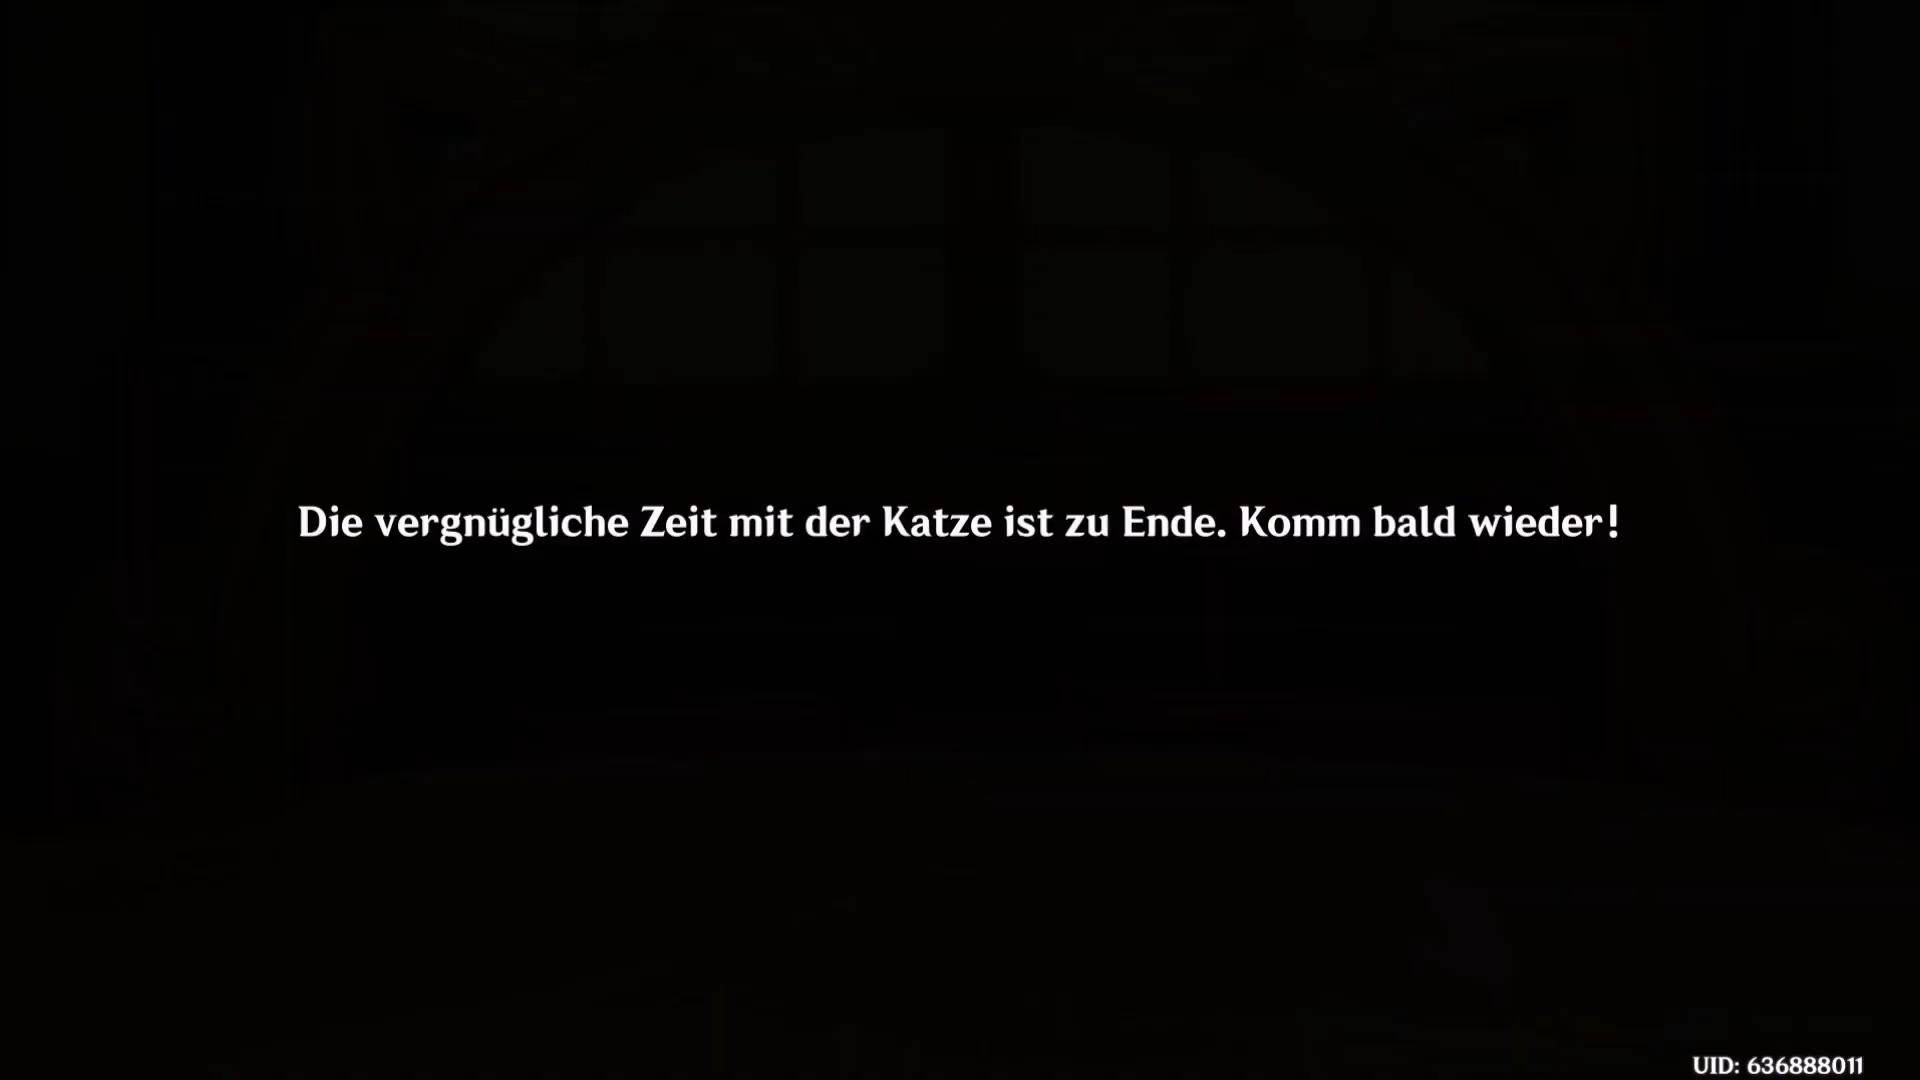 Die vergnügliche Zeit mit der Katze ist zu Ende. Komm bald wieder!
UID: 636888011